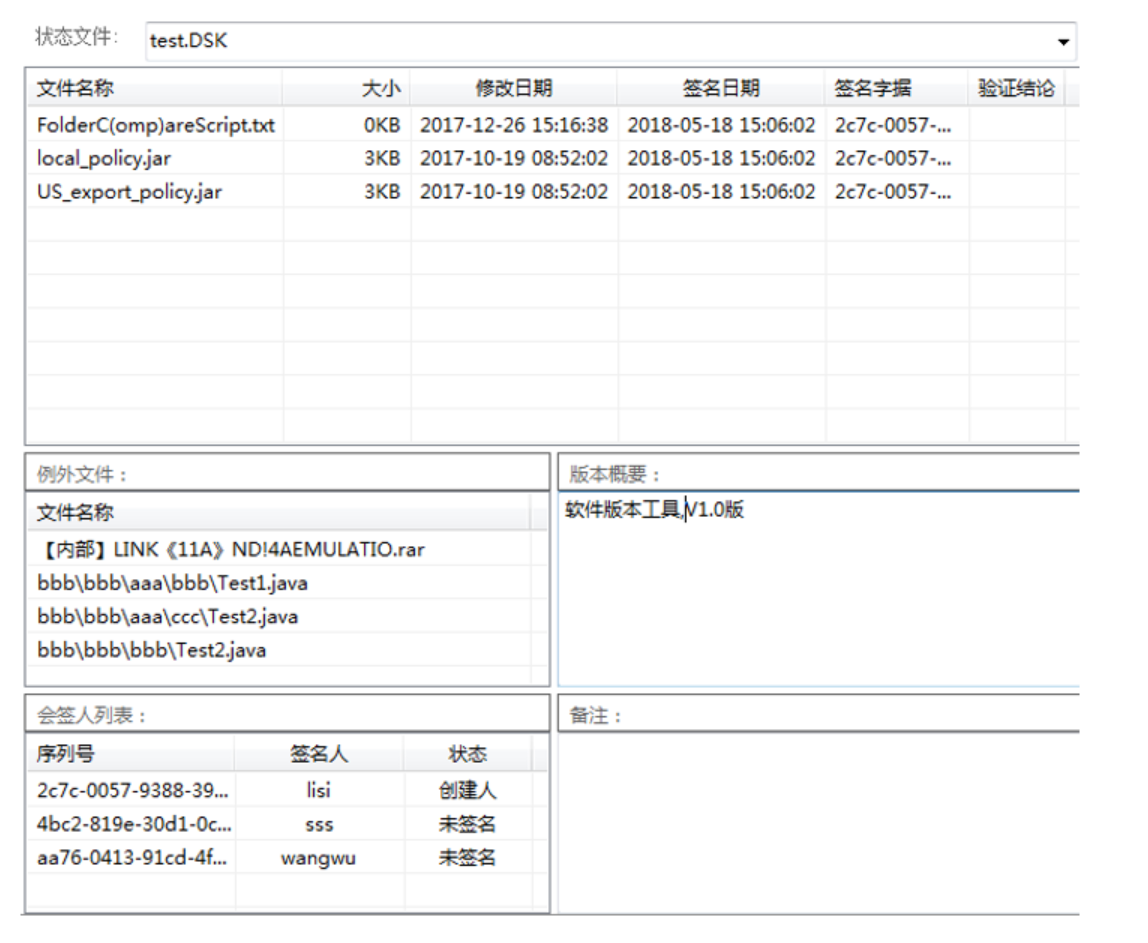 状态文件: test.DSK
文件名称 大小 修改日期 签名日期 签名字据 验证结论
FolderC(omp)areScript.txt 0KB 2017-12-26 15:16:38 2018-05-18 15:06:02 2c7c-0057-...
local_policy.jar 3KB 2017-10-19 08:52:02 2018-05-18 15:06:02 2c7c-0057-...
US_export_policy.jar 3KB 2017-10-19 08:52:02 2018-05-18 15:06:02 2c7c-0057-...
例外文件：
文件名称
【内部】LINK《11A》ND!4AEMULATIO.rar
bbb\bbb\aaa\bbb\Test1.java
bbb\bbb\aaa\ccc\Test2.java
bbb\bbb\bbb\Test2.java
版本概要：
软件版本工具,V1.0版
会签人列表：
序列号 签名人 状态
2c7c-0057-9388-39... lisi 创建人
4bc2-819e-30d1-0c... sss 未签名
aa76-0413-91cd-4f... wangwu 未签名
备注：